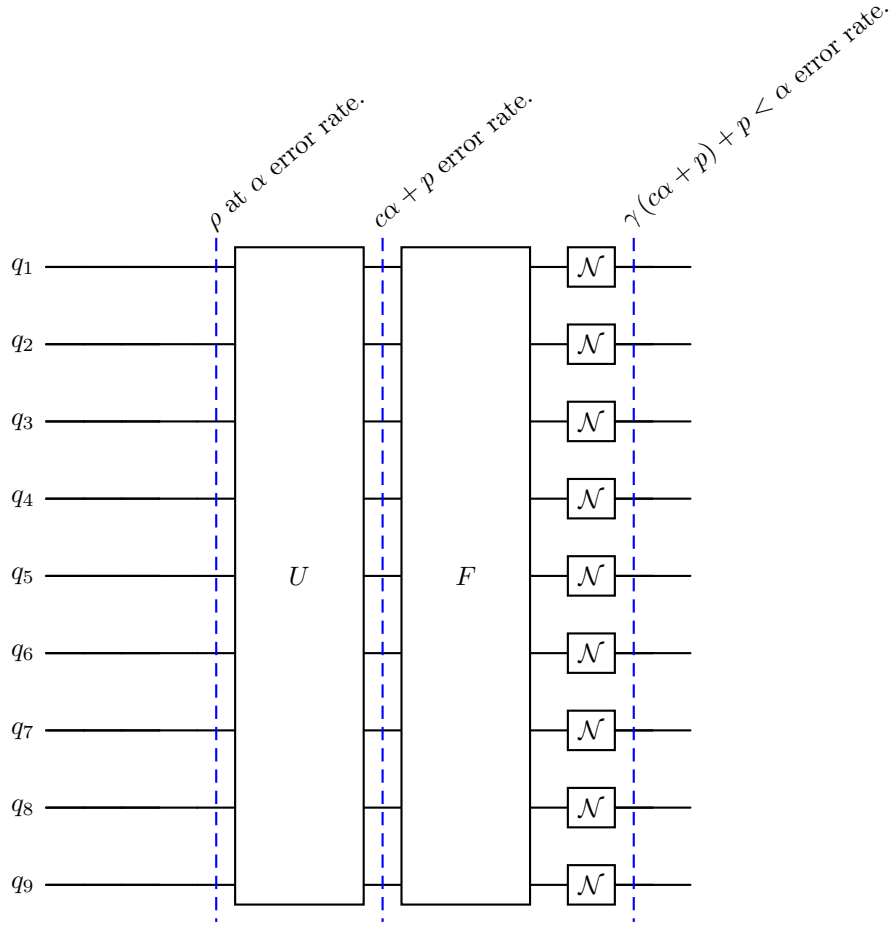 ρ at α error rate.
cα + p error rate.
γ (cα + p) + p < α error rate.
q₁ 𝒩
q₂ 𝒩
q₃ 𝒩
q₄ 𝒩
q₅ U F 𝒩
q₆ 𝒩
q₇ 𝒩
q₈ 𝒩
q₉ 𝒩